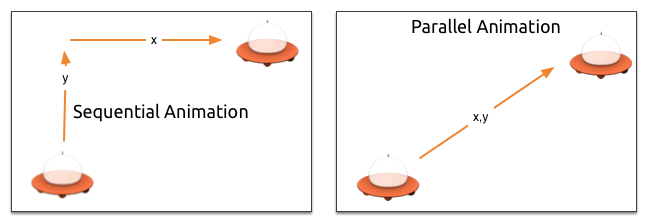 x
y
Sequential Animation
Parallel Animation
x,y